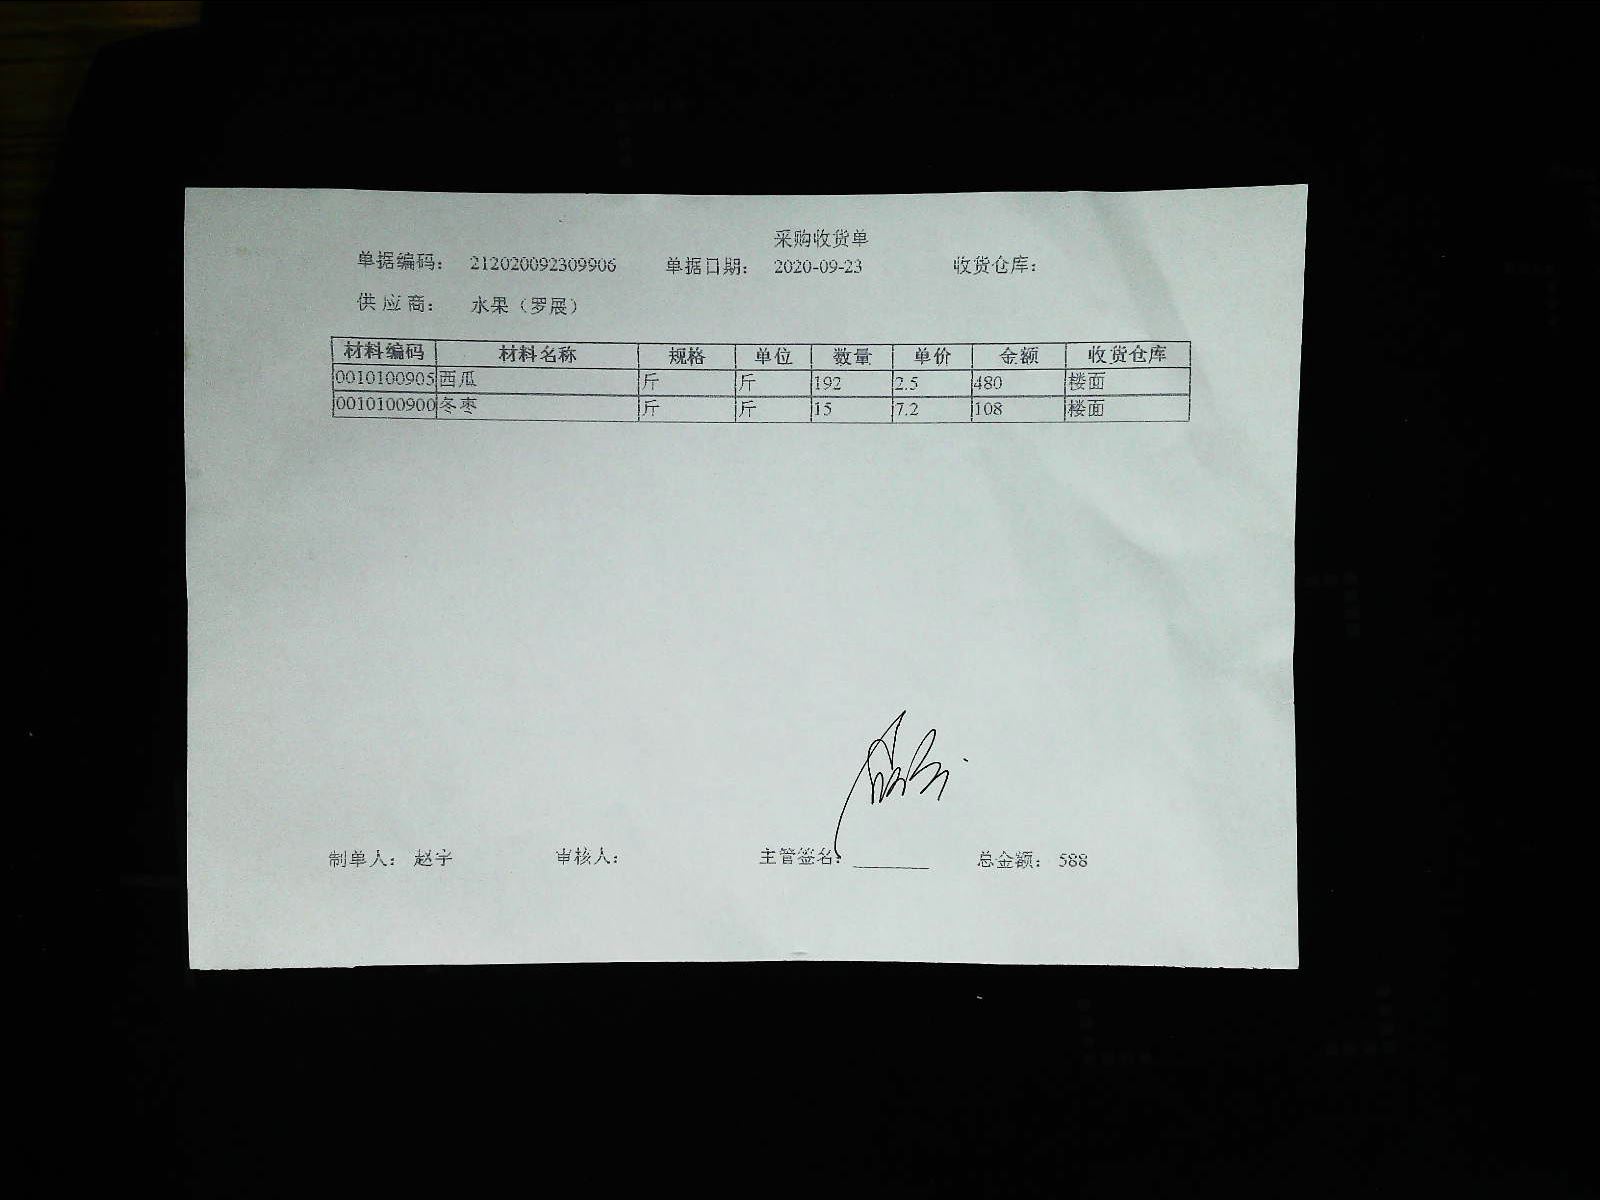 采购收货单
单据编码： 212020092309906 单据日期： 2020-09-23 收货仓库：
供应商： 水果（罗展）
材料编码 材料名称 规格 单位 数量 单价 金额 收货仓库
0010100905 西瓜 斤 斤 192 2.5 480 楼面
0010100900 冬枣 斤 斤 15 7.2 108 楼面
制单人： 赵宇 审核人： 主管签名： 总金额： 588